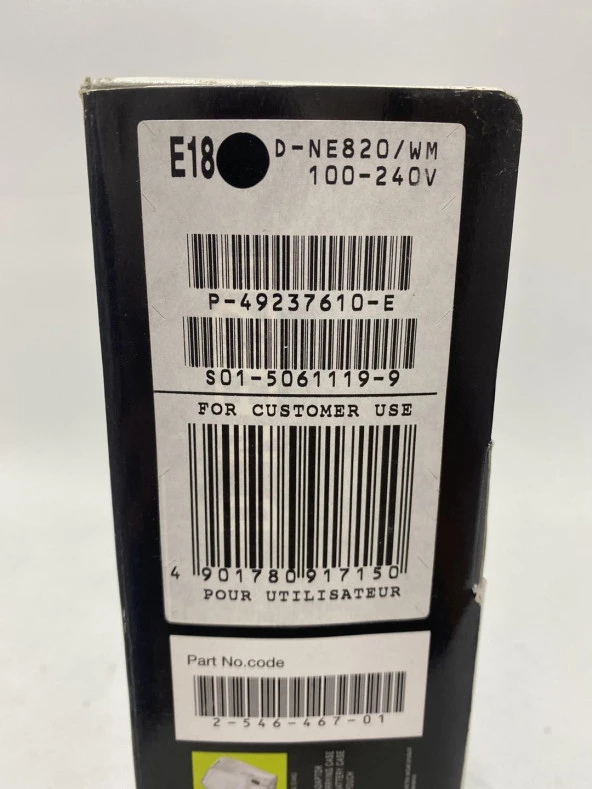 E18 D-NE820/WM
100-240V
P-49237610-E
S01-5061119-9
FOR CUSTOMER USE
4 901780 917150
POUR UTILISATEUR
Part No.code
2-546-467-01